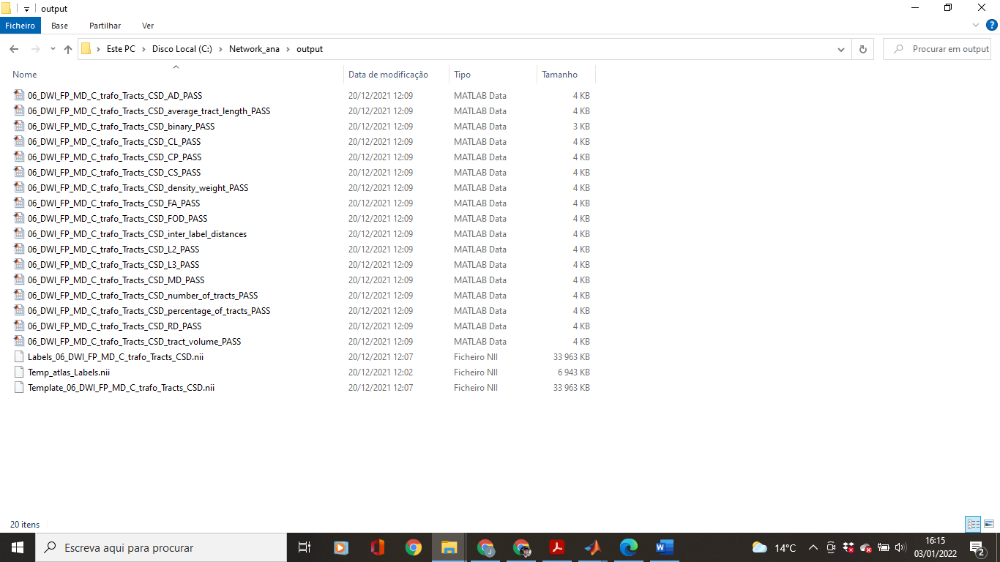 output
Ficheiro Base Partilhar Ver
Este PC > Disco Local (C:) > Network_ana > output
Procurar em output
Nome Data de modificação Tipo Tamanho
06_DWI_FP_MD_C_trafo_Tracts_CSD_AD_PASS 20/12/2021 12:09 MATLAB Data 4 KB
06_DWI_FP_MD_C_trafo_Tracts_CSD_average_tract_length_PASS 20/12/2021 12:09 MATLAB Data 4 KB
06_DWI_FP_MD_C_trafo_Tracts_CSD_binary_PASS 20/12/2021 12:09 MATLAB Data 3 KB
06_DWI_FP_MD_C_trafo_Tracts_CSD_CL_PASS 20/12/2021 12:09 MATLAB Data 4 KB
06_DWI_FP_MD_C_trafo_Tracts_CSD_CP_PASS 20/12/2021 12:09 MATLAB Data 4 KB
06_DWI_FP_MD_C_trafo_Tracts_CSD_CS_PASS 20/12/2021 12:09 MATLAB Data 4 KB
06_DWI_FP_MD_C_trafo_Tracts_CSD_density_weight_PASS 20/12/2021 12:09 MATLAB Data 4 KB
06_DWI_FP_MD_C_trafo_Tracts_CSD_FA_PASS 20/12/2021 12:09 MATLAB Data 4 KB
06_DWI_FP_MD_C_trafo_Tracts_CSD_FOD_PASS 20/12/2021 12:09 MATLAB Data 4 KB
06_DWI_FP_MD_C_trafo_Tracts_CSD_inter_label_distances 20/12/2021 12:09 MATLAB Data 4 KB
06_DWI_FP_MD_C_trafo_Tracts_CSD_L2_PASS 20/12/2021 12:09 MATLAB Data 4 KB
06_DWI_FP_MD_C_trafo_Tracts_CSD_L3_PASS 20/12/2021 12:09 MATLAB Data 4 KB
06_DWI_FP_MD_C_trafo_Tracts_CSD_MD_PASS 20/12/2021 12:09 MATLAB Data 4 KB
06_DWI_FP_MD_C_trafo_Tracts_CSD_number_of_tracts_PASS 20/12/2021 12:09 MATLAB Data 4 KB
06_DWI_FP_MD_C_trafo_Tracts_CSD_percentage_of_tracts_PASS 20/12/2021 12:09 MATLAB Data 4 KB
06_DWI_FP_MD_C_trafo_Tracts_CSD_RD_PASS 20/12/2021 12:09 MATLAB Data 4 KB
06_DWI_FP_MD_C_trafo_Tracts_CSD_tract_volume_PASS 20/12/2021 12:09 MATLAB Data 4 KB
Labels_06_DWI_FP_MD_C_trafo_Tracts_CSD.nii 20/12/2021 12:07 Ficheiro NII 33 963 KB
Temp_atlas_Labels.nii 20/12/2021 12:02 Ficheiro NII 6 943 KB
Template_06_DWI_FP_MD_C_trafo_Tracts_CSD.nii 20/12/2021 12:07 Ficheiro NII 33 963 KB
20 itens
Escreva aqui para procurar
14°C
16:15
03/01/2022
2